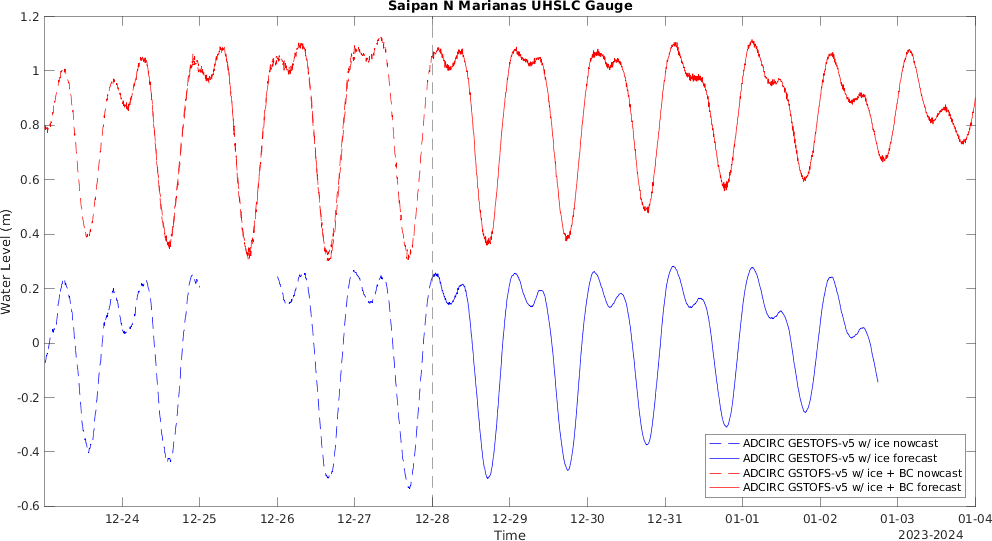 Saipan N Marianas UHSLC Gauge
Water Level (m)
1.2
1
0.8
0.6
0.4
0.2
0
-0.2
-0.4
-0.6
ADCIRC GESTOFS-v5 w/ ice nowcast
ADCIRC GESTOFS-v5 w/ ice forecast
ADCIRC GSTOFS-v5 w/ ice + BC nowcast
ADCIRC GSTOFS-v5 w/ ice + BC forecast
12-24 12-25 12-26 12-27 12-28 12-29 12-30 12-31 01-01 01-02 01-03 01-04
Time
2023-2024